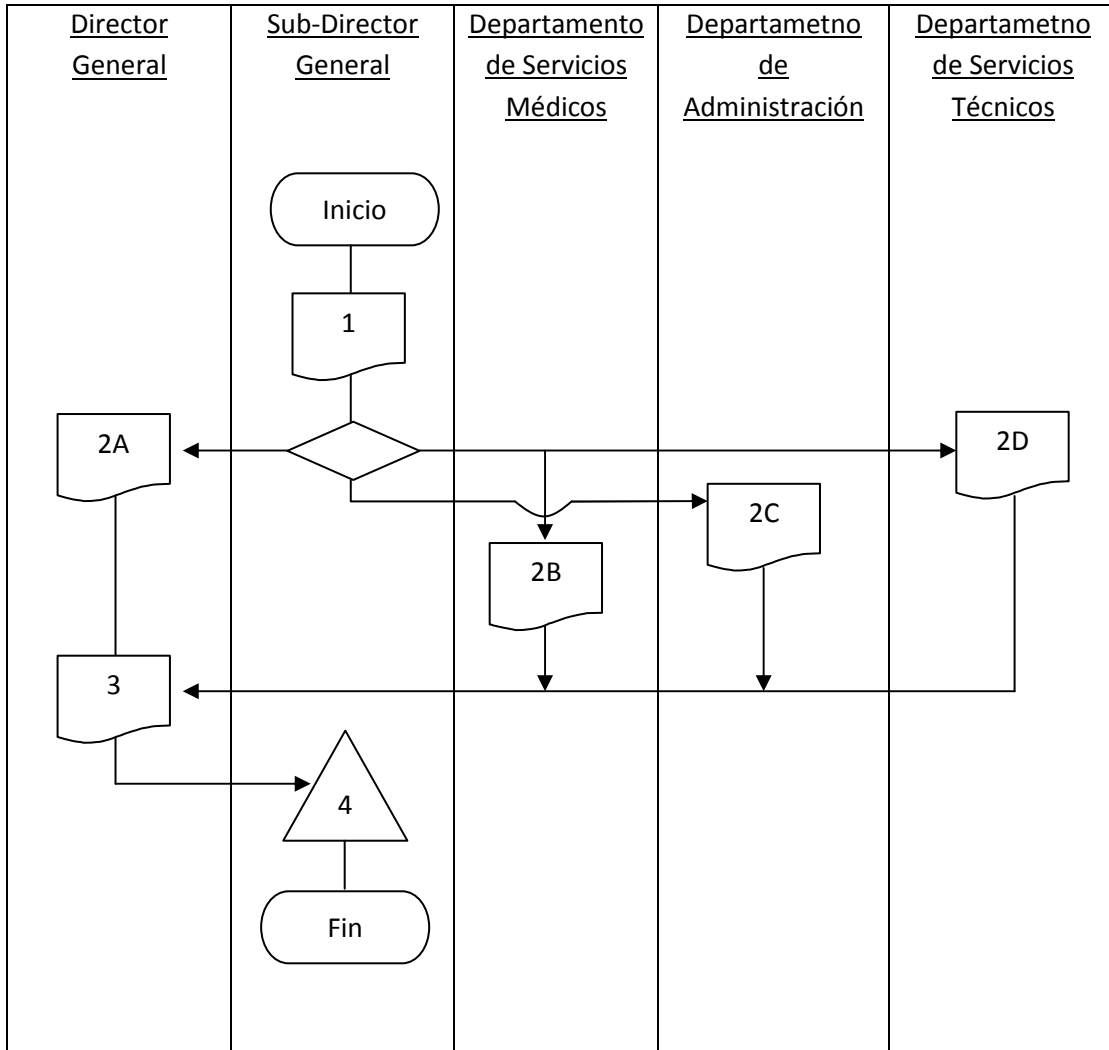 Director
General
Sub-Director
General
Departamento
de Servicios
Médicos
Departametno
de
Administración
Departametno
de Servicios
Técnicos
Inicio
1
2A
2D
2C
2B
3
4
Fin